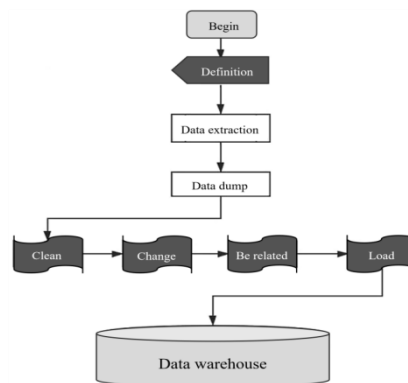 Begin
Definition
Data extraction
Data dump
Clean
Change
Be related
Load
Data warehouse